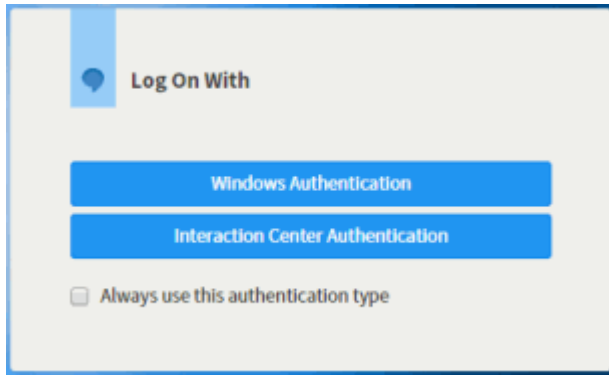 Log On With
Windows Authentication
Interaction Center Authentication
Always use this authentication type